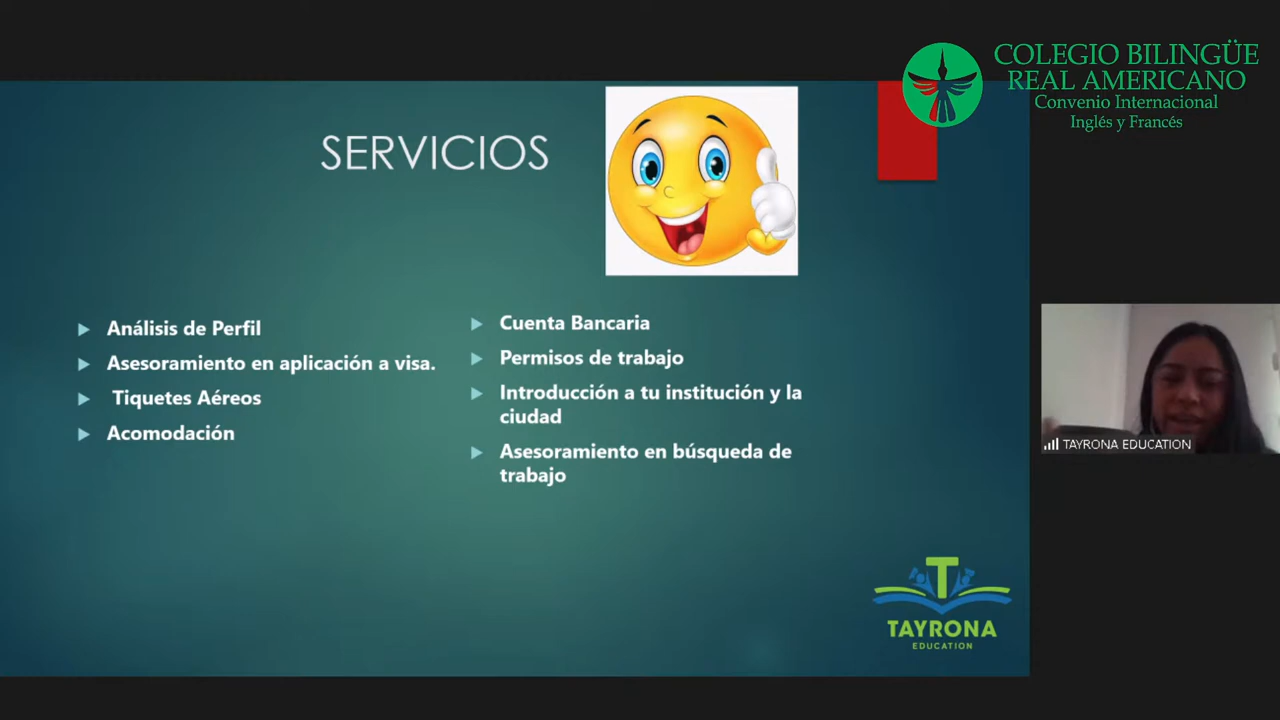 COLEGIO BILINGÜE
REAL AMERICANO
Convenio Internacional
Inglés y Francés
SERVICIOS
Análisis de Perfil
Asesoramiento en aplicación a visa.
Tiquetes Aéreos
Acomodación
Cuenta Bancaria
Permisos de trabajo
Introducción a tu institución y la
ciudad
Asesoramiento en búsqueda de
trabajo
TAYRONA EDUCATION
T
TAYRONA
EDUCATION